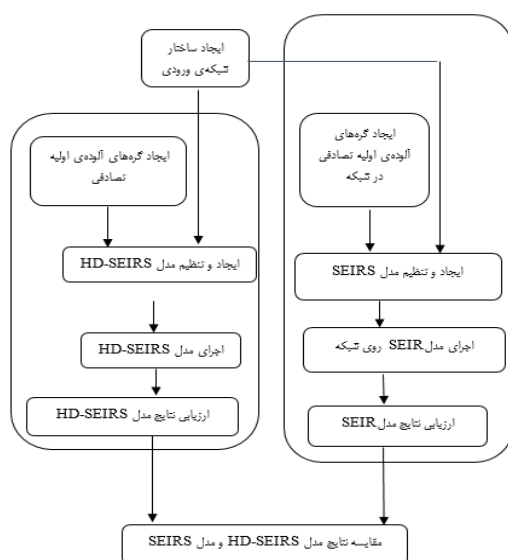 ایجاد ساختار
شبکه‌ی ورودی
ایجاد گره‌های
آلوده‌ی اولیه تصادفی
در شبکه
ایجاد گره‌های آلوده‌ی اولیه
تصادفی
ایجاد و تنظیم مدل SEIRS
ایجاد و تنظیم مدل HD-SEIRS
اجرای مدل SEIR روی شبکه
اجرای مدل HD-SEIRS
ارزیابی نتایج مدل SEIR
ارزیابی نتایج مدل HD-SEIRS
مقایسه نتایج مدل HD-SEIRS و مدل SEIRS